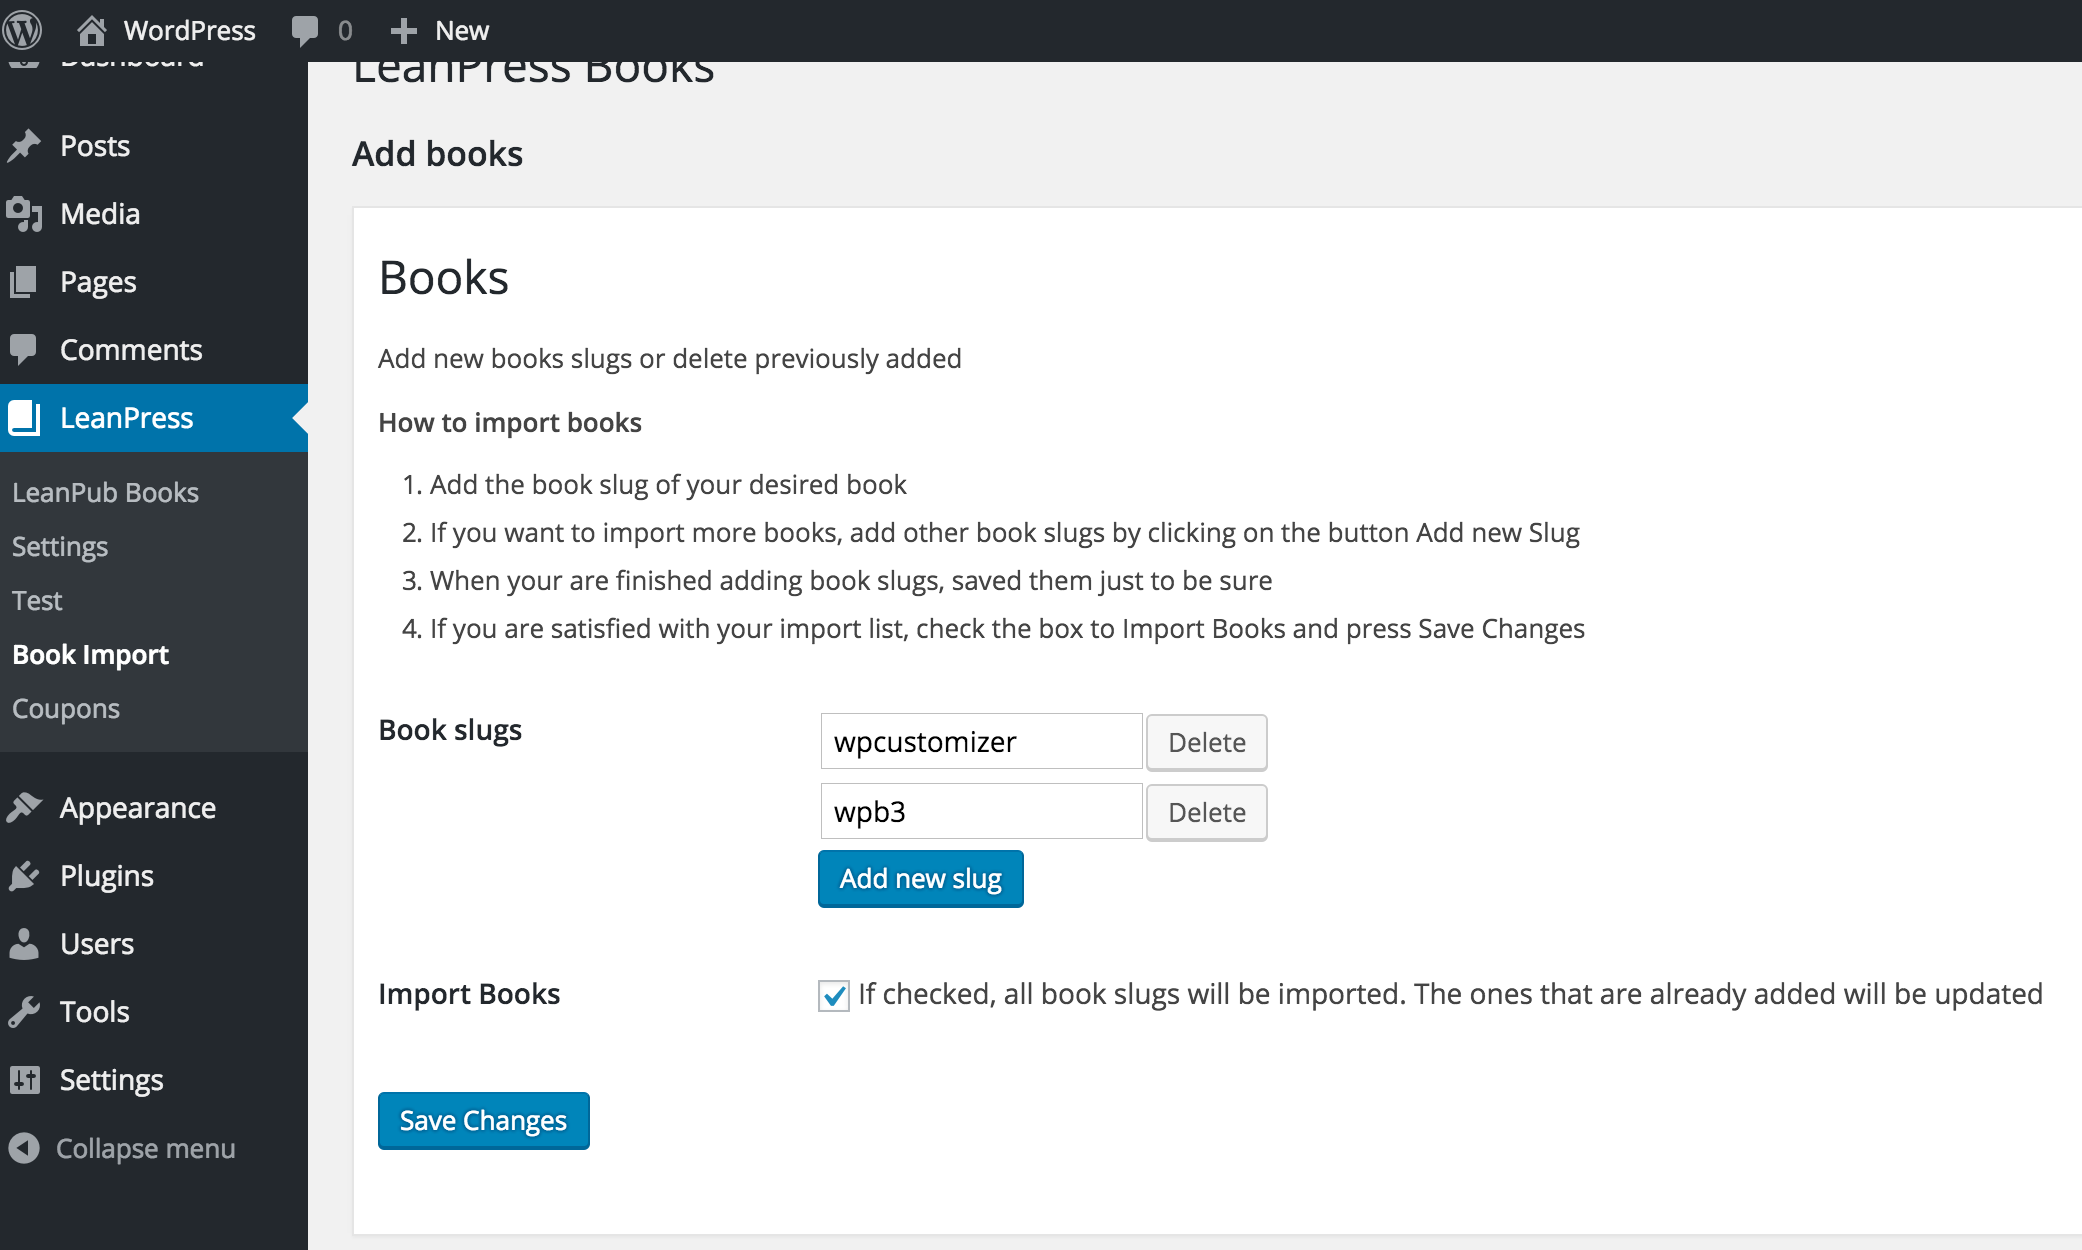 WordPress 0 New
Dashboard
Posts
Media
Pages
Comments
LeanPress
LeanPub Books
Settings
Test
Book Import
Coupons
Appearance
Plugins
Users
Tools
Settings
Collapse menu
LeanPress Books
Add books
Books
Add new books slugs or delete previously added
How to import books
1. Add the book slug of your desired book
2. If you want to import more books, add other book slugs by clicking on the button Add new Slug
3. When your are finished adding book slugs, saved them just to be sure
4. If you are satisfied with your import list, check the box to Import Books and press Save Changes
Book slugs
wpcustomizer Delete
wpb3 Delete
Add new slug
Import Books
If checked, all book slugs will be imported. The ones that are already added will be updated
Save Changes